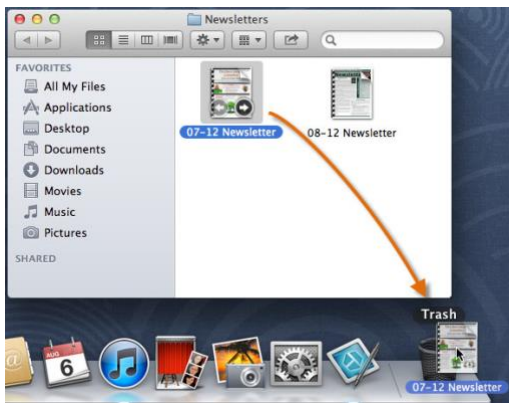 Newsletters
FAVORITES
All My Files
Applications
Desktop
Documents
Downloads
Movies
Music
Pictures
SHARED
07-12 Newsletter
08-12 Newsletter
Trash
07-12 Newsletter
AUG
6